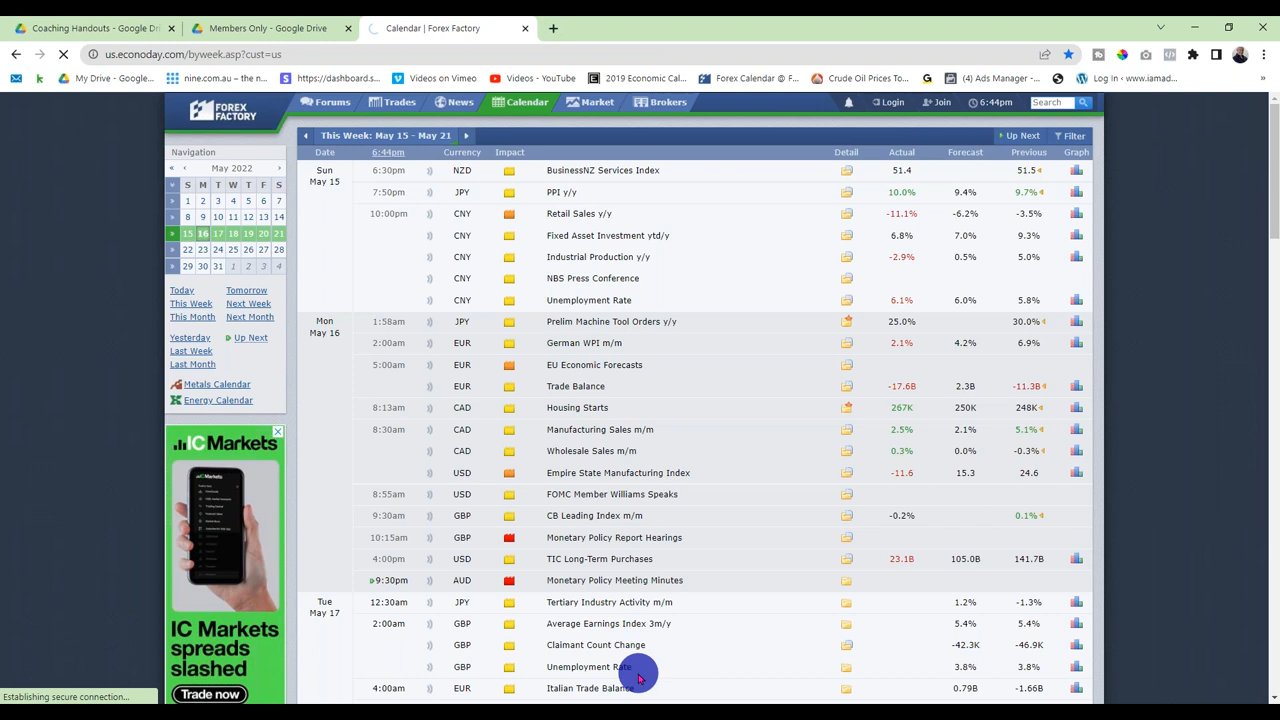 Coaching Handouts - Google Dri
Members Only - Google Drive
Calendar | Forex Factory
us.econoday.com/byweek.asp?cust=us
My Drive - Google...
nine.com.au – the n...
https://dashboard.s...
Videos on Vimeo
Videos - YouTube
2019 Economic Cal...
Forex Calendar @ F...
Crude Oil Prices To...
(4) Ads Manager -...
Log In ‹ www.iamad...
FOREX FACTORY
Forums
Trades
News
Calendar
Market
Brokers
Login
Join
6:44pm
Search
This Week: May 15 - May 21
Up Next
Filter
Navigation
May 2022
S M T W T F S
1 2 3 4 5 6 7
8 9 10 11 12 13 14
15 16 17 18 19 20 21
22 23 24 25 26 27 28
29 30 31 1 2 3 4
Today Tomorrow
This Week Next Week
This Month Next Month
Yesterday Up Next
Last Week
Last Month
Metals Calendar
Energy Calendar
ICMarkets
IC Markets
spreads
slashed
Trade now
Date 6:44pm Currency Impact Detail Actual Forecast Previous Graph
Sun May 15 6:30pm NZD BusinessNZ Services Index 51.4 51.5
7:50pm JPY PPI y/y 10.0% 9.4% 9.7%
10:00pm CNY Retail Sales y/y -11.1% -6.2% -3.5%
CNY Fixed Asset Investment ytd/y 6.8% 7.0% 9.3%
CNY Industrial Production y/y -2.9% 0.5% 5.0%
CNY NBS Press Conference
CNY Unemployment Rate 6.1% 6.0% 5.8%
Mon May 16 1:58am JPY Prelim Machine Tool Orders y/y 25.0% 30.0%
2:00am EUR German WPI m/m 2.1% 4.2% 6.9%
5:00am EUR EU Economic Forecasts
EUR Trade Balance -17.6B 2.3B -11.3B
8:13am CAD Housing Starts 267K 250K 248K
8:30am CAD Manufacturing Sales m/m 2.5% 2.1% 5.1%
CAD Wholesale Sales m/m 0.3% 0.0% -0.3%
USD Empire State Manufacturing Index -11.6 15.3 24.6
8:55am USD FOMC Member Williams Speaks
9:30am GBP CB Leading Index m/m -0.2% 0.1%
10:15am GBP Monetary Policy Report Hearings
4:00pm USD TIC Long-Term Purchases 23.1B 105.0B 141.7B
9:30pm AUD Monetary Policy Meeting Minutes
Tue May 17 12:30am JPY Tertiary Industry Activity m/m 1.2% -1.3%
2:00am GBP Average Earnings Index 3m/y 5.4% 5.4%
GBP Claimant Count Change -42.3K -46.9K
GBP Unemployment Rate 3.8% 3.8%
4:00am EUR Italian Trade Balance 0.79B -1.66B
Establishing secure connection...